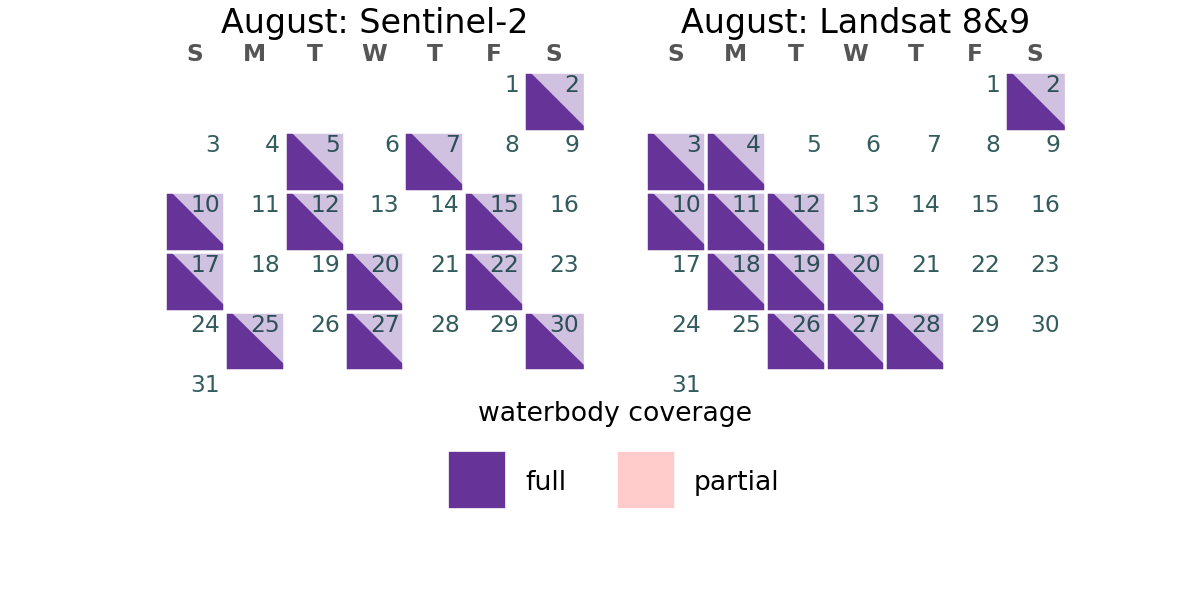 August: Sentinel-2
S M T W T F S
1 2
3 4 5 6 7 8 9
10 11 12 13 14 15 16
17 18 19 20 21 22 23
24 25 26 27 28 29 30
31
August: Landsat 8&9
S M T W T F S
1 2
3 4 5 6 7 8 9
10 11 12 13 14 15 16
17 18 19 20 21 22 23
24 25 26 27 28 29 30
31
waterbody coverage
full
partial